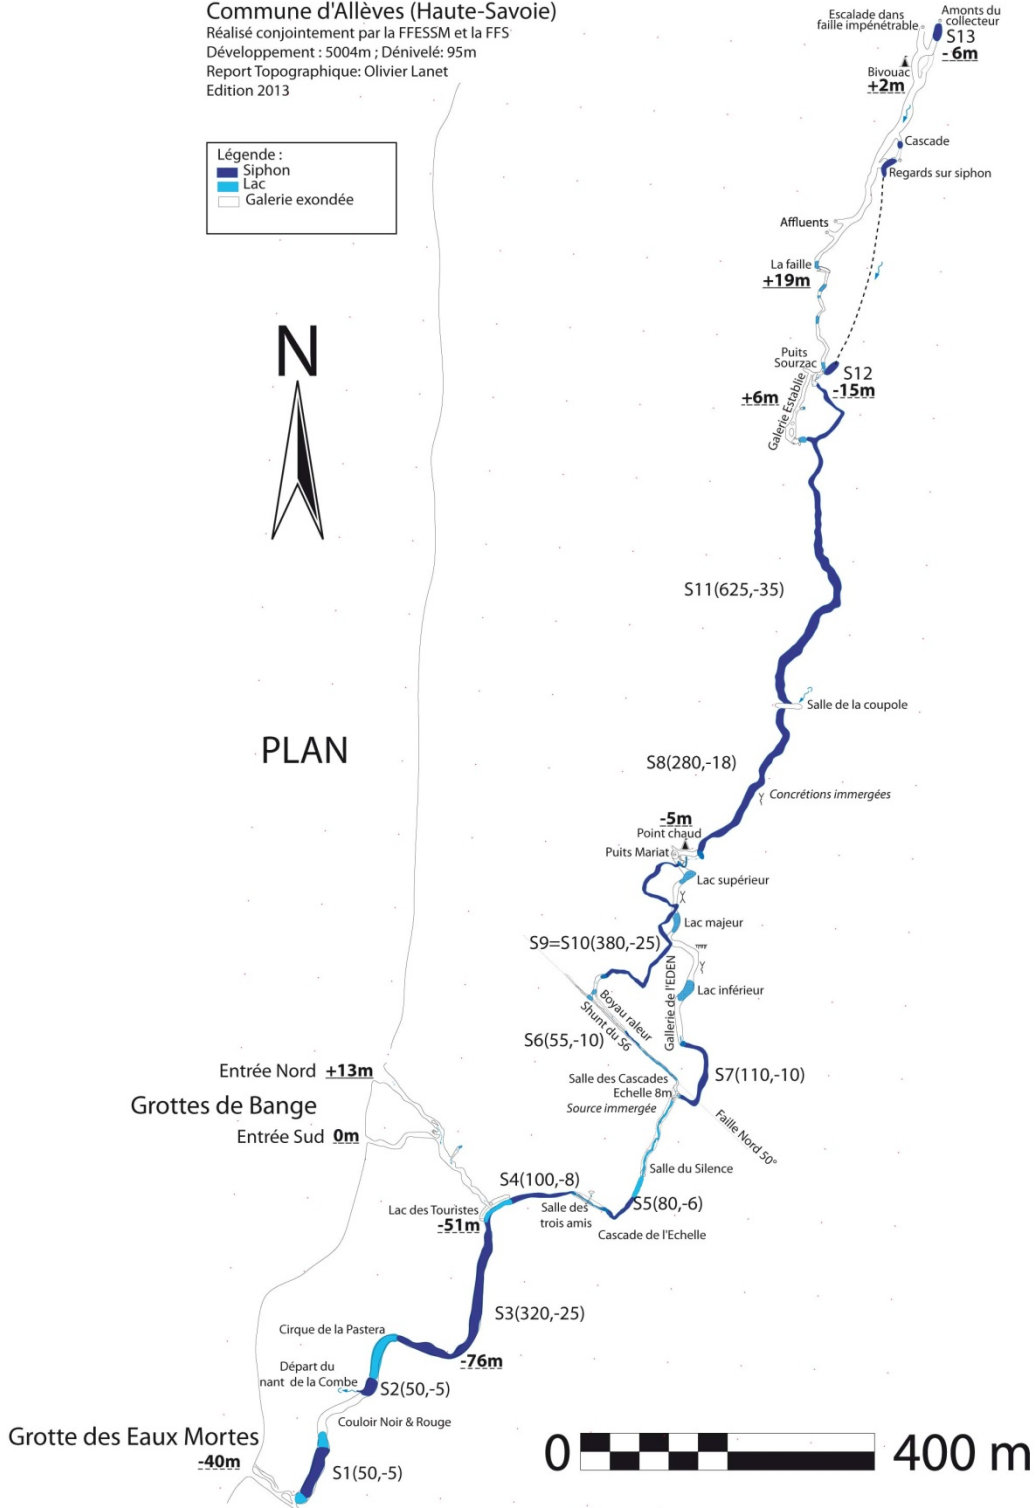 Commune d'Allèves (Haute-Savoie)
Réalisé conjointement par la FFESSM et la FFS
Développement : 5004m ; Dénivelé: 95m
Report Topographique: Olivier Lanet
Edition 2013
Légende :
Siphon
Lac
Galerie exondée
N
PLAN
Escalade dans
faille impénétrable
Amonts du
collecteur
S13
- 6m
Bivouac
+2m
Cascade
Regards sur siphon
Affluents
La faille
+19m
Puits
Sourzac
S12
-15m
+6m
Galerie Establie
S11(625,-35)
Salle de la coupole
S8(280,-18)
Concrétions immergées
-5m
Point chaud
Puits Mariat
Lac supérieur
Lac majeur
S9=S10(380,-25)
Gallerie de l'EDEN
Lac inférieur
Boyau raleur
Shunt du S6
S6(55,-10)
S7(110,-10)
Salle des Cascades
Echelle 8m
Source immergée
Faille Nord 50°
Entrée Nord +13m
Grottes de Bange
Entrée Sud 0m
Salle du Silence
S4(100,-8)
S5(80,-6)
Lac des Touristes
-51m
Salle des
trois amis
Cascade de l'Echelle
S3(320,-25)
Cirque de la Pastera
-76m
Départ du
nant de la Combe
S2(50,-5)
Couloir Noir & Rouge
Grotte des Eaux Mortes
-40m
S1(50,-5)
0 400 m